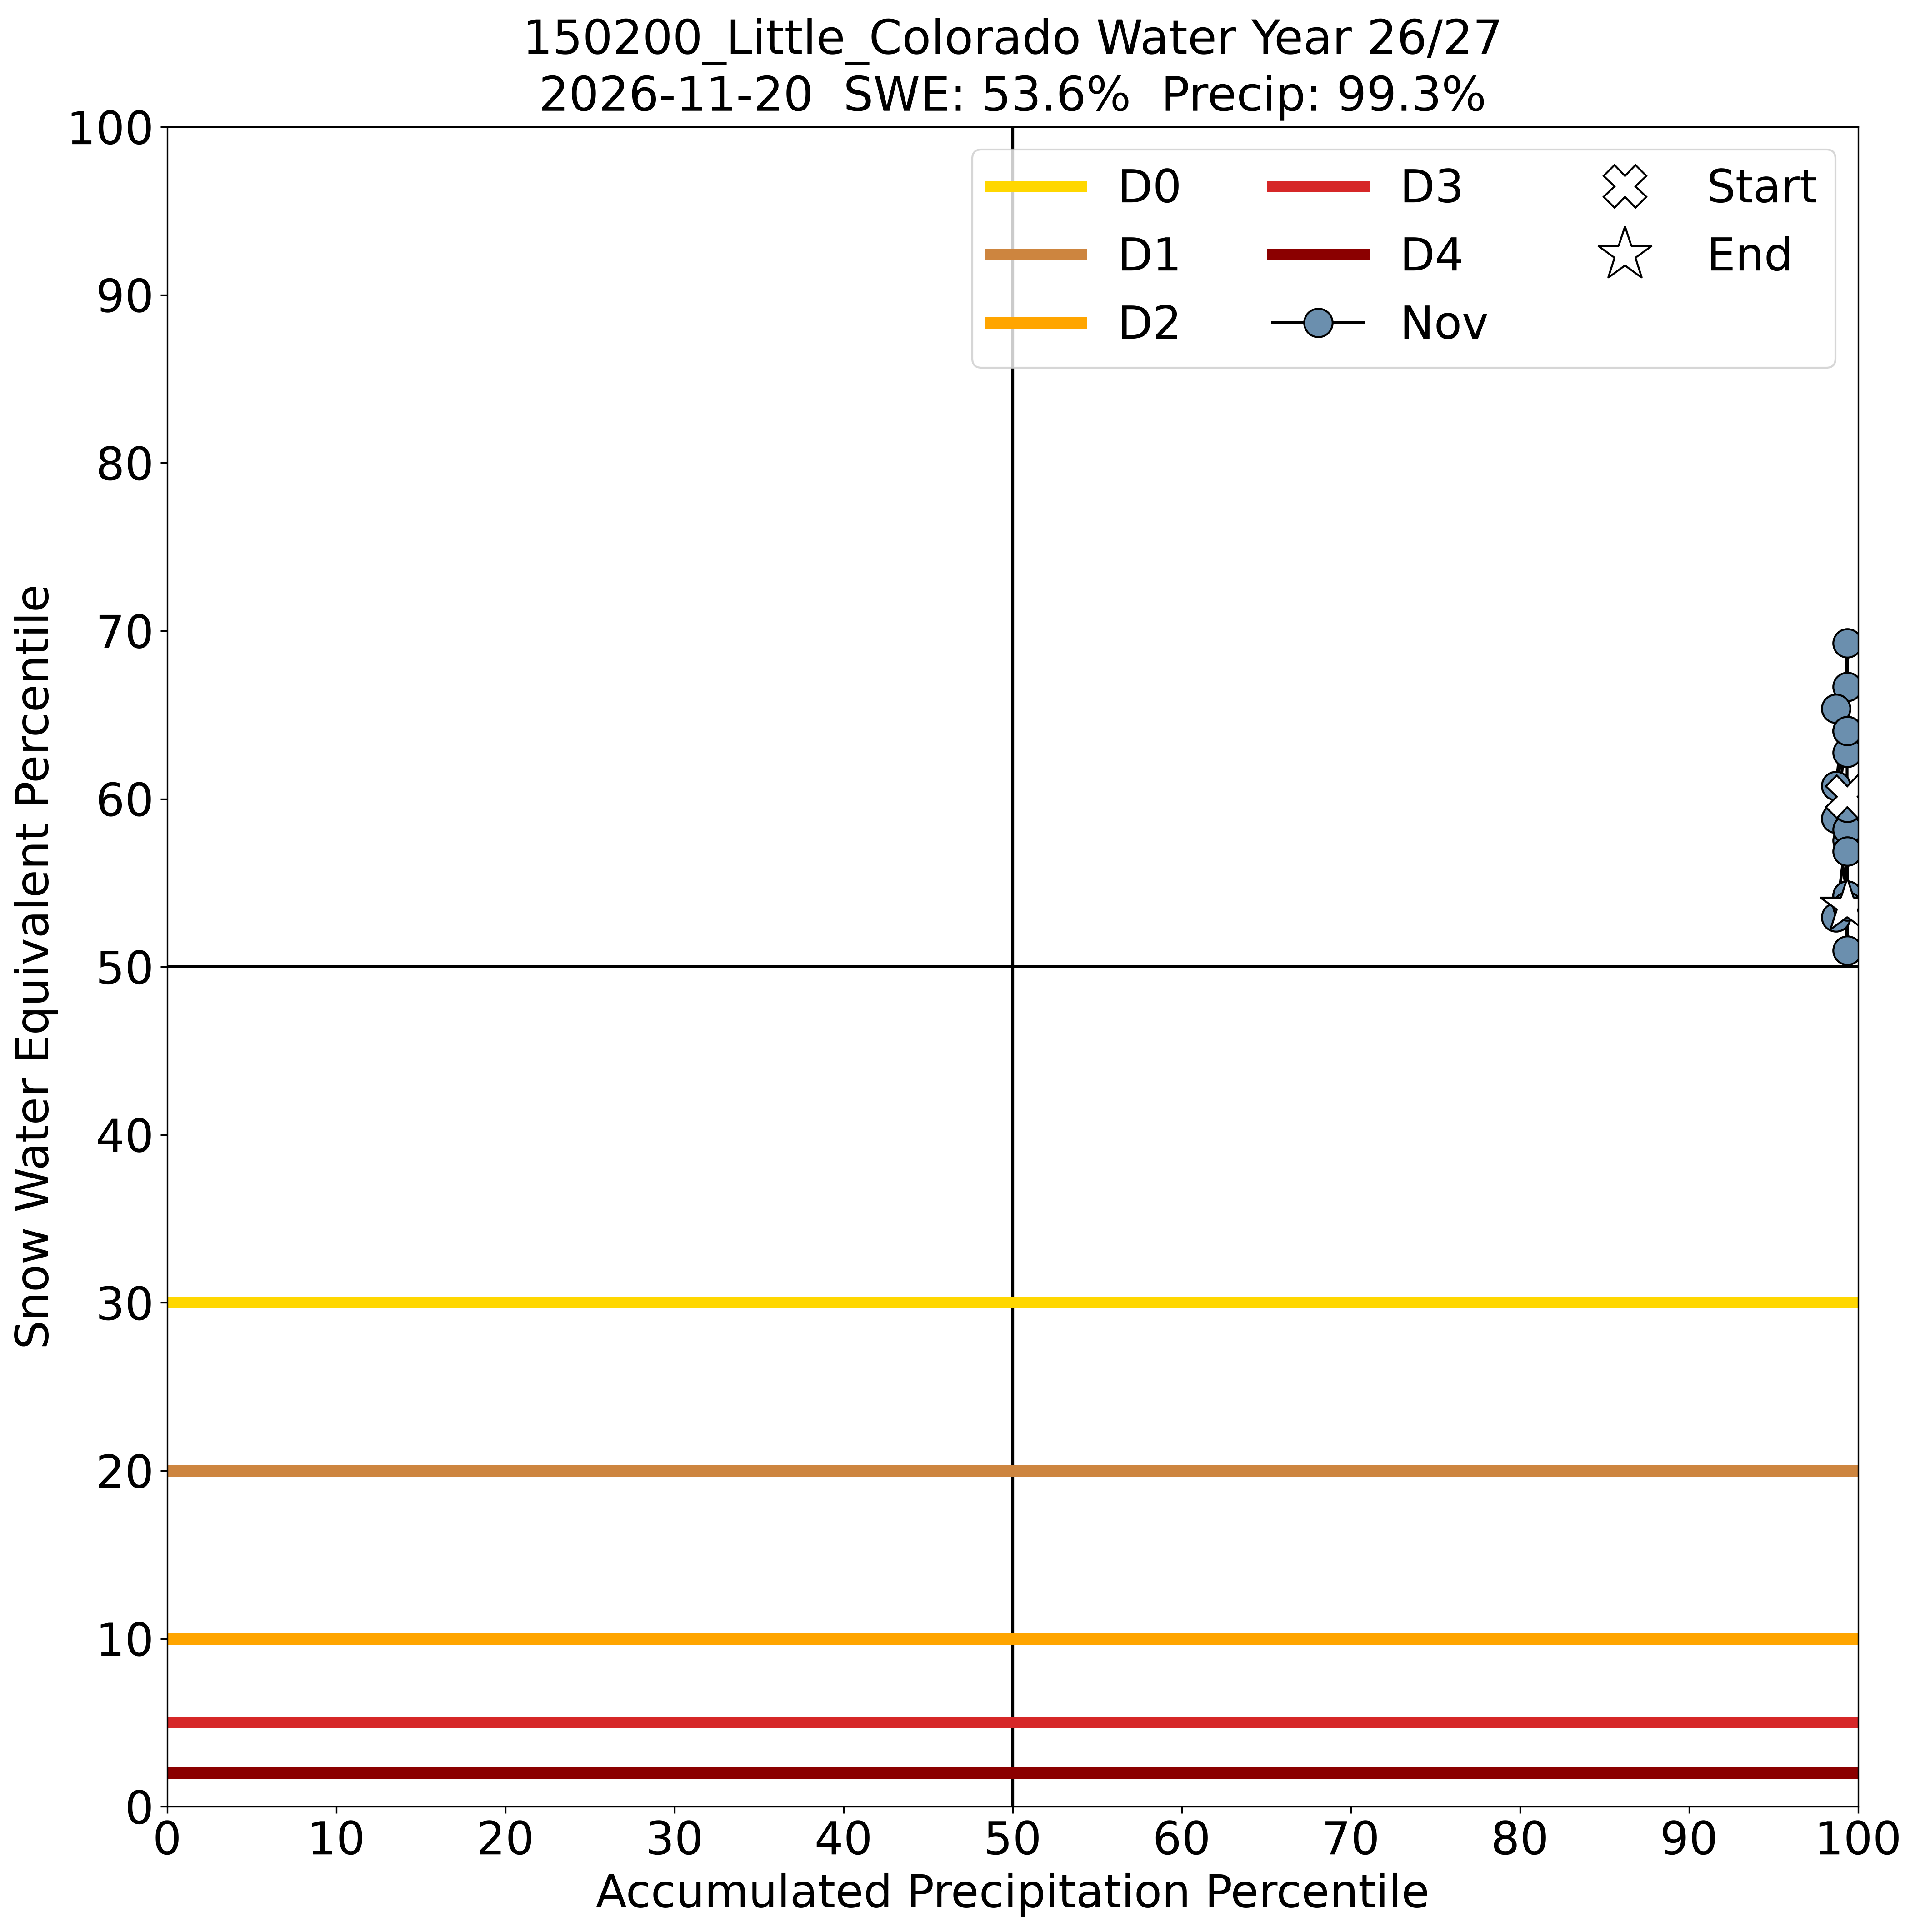 150200_Little_Colorado Water Year 26/27
2026-11-20  SWE: 53.6%  Precip: 99.3%
100
90
80
70
60
50
40
30
20
10
0
Snow Water Equivalent Percentile
D0
D1
D2
D3
D4
Nov
Start
End
0 10 20 30 40 50 60 70 80 90 100
Accumulated Precipitation Percentile